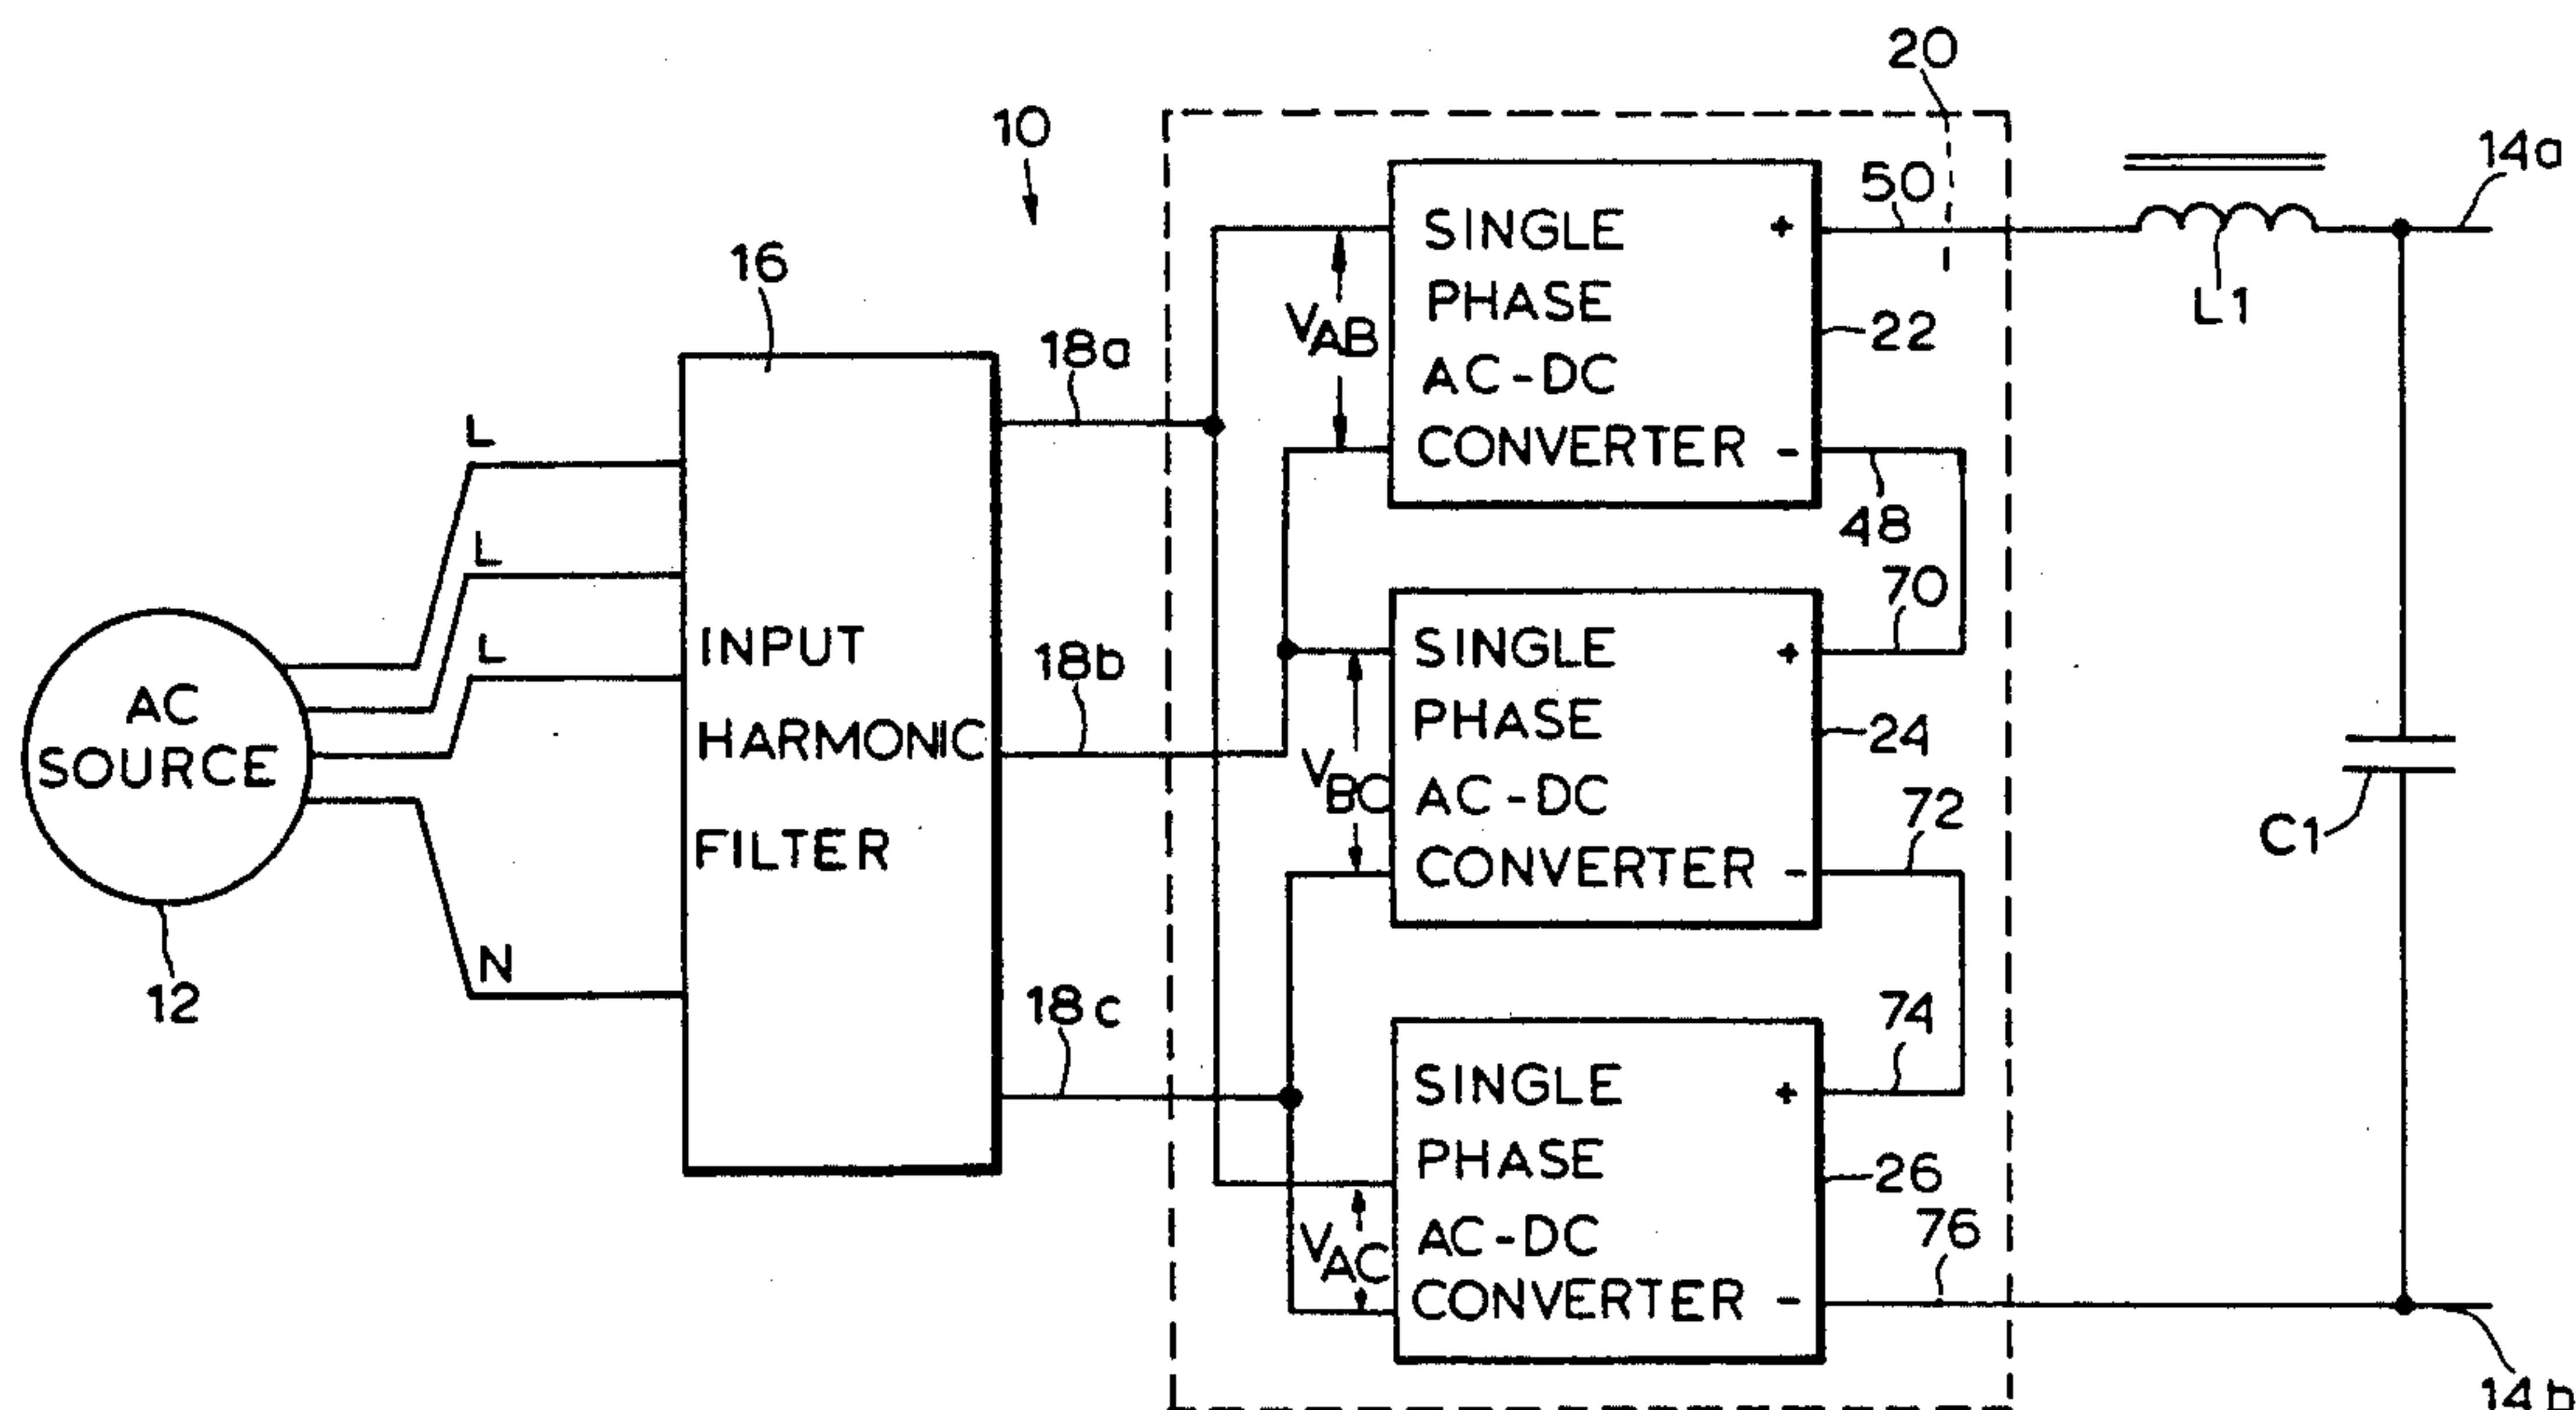 20
10
14a
50
SINGLE
PHASE
AC-DC
CONVERTER
+
-
16
VAB
L1
22
18a
48
L
L
L
N
AC
SOURCE
12
INPUT
HARMONIC
FILTER
70
18b
SINGLE
PHASE
AC-DC
CONVERTER
+
-
VBC
24
72
C1
18c
74
SINGLE
PHASE
AC-DC
CONVERTER
+
-
VAC
26
76
14b